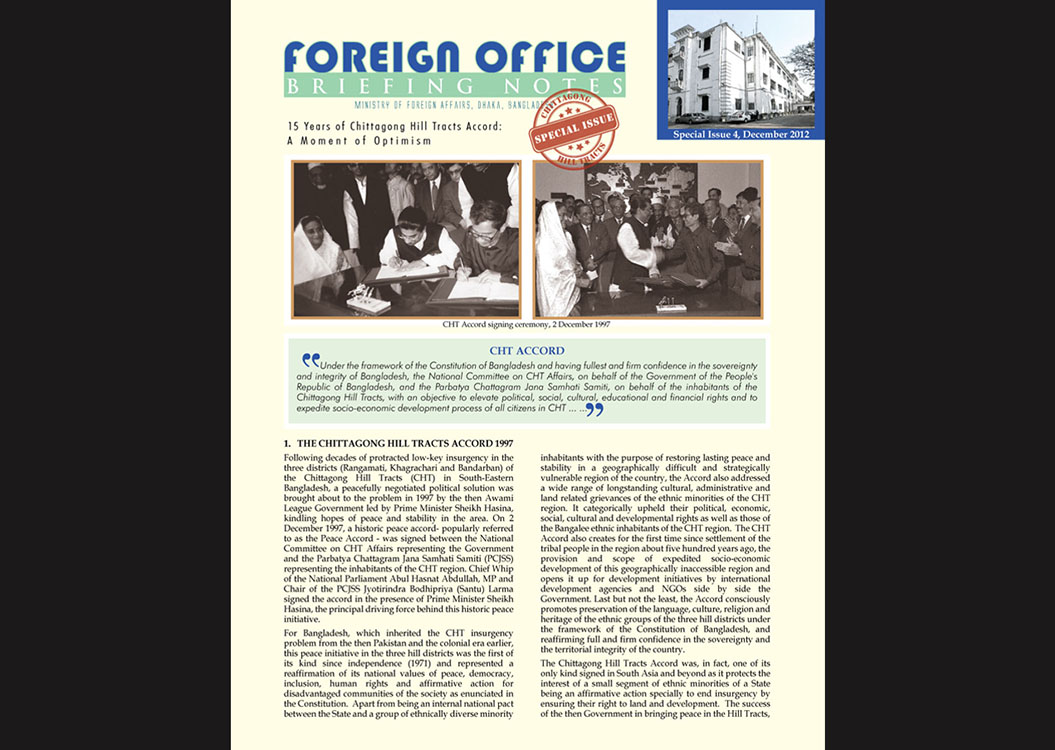 FOREIGN OFFICE
BRIEFING NOTES
MINISTRY OF FOREIGN AFFAIRS, DHAKA,
15 Years of Chittagong Hill Tracts Accord:
A Moment of Optimism
CHITTAGONG
SPECIAL ISSUE
HILL TRACTS
Special Issue 4, December 2012
CHT Accord signing ceremony, 2 December 1997
CHT ACCORD
“Under the framework of the Constitution of Bangladesh and having fullest and firm confidence in the sovereignty
and integrity of Bangladesh, the National Committee on CHT Affairs, on behalf of the Government of the People's
Republic of Bangladesh, and the Parbatya Chattagram Jana Samhati Samiti, on behalf of the inhabitants of the
Chittagong Hill Tracts, with an objective to elevate political, social, cultural, educational and financial rights and to
expedite socio-economic development process of all citizens in CHT ... ...”
1. THE CHITTAGONG HILL TRACTS ACCORD 1997
Following decades of protracted low-key insurgency in the
three districts (Rangamati, Khagrachari and Bandarban) of
the Chittagong Hill Tracts (CHT) in South-Eastern
Bangladesh, a peacefully negotiated political solution was
brought about to the problem in 1997 by the then Awami
League Government led by Prime Minister Sheikh Hasina,
kindling hopes of peace and stability in the area. On 2
December 1997, a historic peace accord- popularly referred
to as the Peace Accord - was signed between the National
Committee on CHT Affairs representing the Government
and the Parbatya Chattagram Jana Samhati Samiti (PCJSS)
representing the inhabitants of the CHT region. Chief Whip
of the National Parliament Abul Hasnat Abdullah, MP and
Chair of the PCJSS Jyotirindra Bodhipriya (Santu) Larma
signed the accord in the presence of Prime Minister Sheikh
Hasina, the principal driving force behind this historic peace
initiative.
For Bangladesh, which inherited the CHT insurgency
problem from the then Pakistan and the colonial era earlier,
this peace initiative in the three hill districts was the first of
its kind since independence (1971) and represented a
reaffirmation of its national values of peace, democracy,
inclusion, human rights and affirmative action for
disadvantaged communities of the society as enunciated in
the Constitution. Apart from being an internal national pact
between the State and a group of ethnically diverse minority
inhabitants with the purpose of restoring lasting peace and
stability in a geographically difficult and strategically
vulnerable region of the country, the Accord also addressed
a wide range of longstanding cultural, administrative and
land related grievances of the ethnic minorities of the CHT
region. It categorically upheld their political, economic,
social, cultural and developmental rights as well as those of
the Bangalee ethnic inhabitants of the CHT region. The CHT
Accord also creates for the first time since settlement of the
tribal people in the region about five hundred years ago, the
provision and scope of expedited socio-economic
development of this geographically inaccessible region and
opens it up for development initiatives by international
development agencies and NGOs side by side the
Government. Last but not the least, the Accord consciously
promotes preservation of the language, culture, religion and
heritage of the ethnic groups of the three hill districts under
the framework of the Constitution of Bangladesh, and
reaffirming full and firm confidence in the sovereignty and
the territorial integrity of the country.
The Chittagong Hill Tracts Accord was, in fact, one of its
only kind signed in South Asia and beyond as it protects the
interest of a small segment of ethnic minorities of a State
being an affirmative action specially to end insurgency by
ensuring their right to land and development. The success
of the then Government in bringing peace in the Hill Tracts,